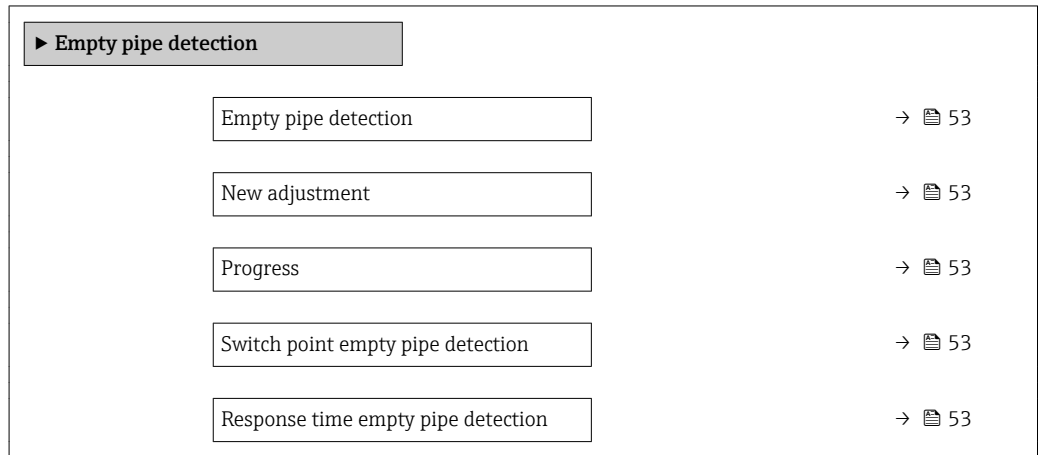 ► Empty pipe detection
Empty pipe detection → 53
New adjustment → 53
Progress → 53
Switch point empty pipe detection → 53
Response time empty pipe detection → 53